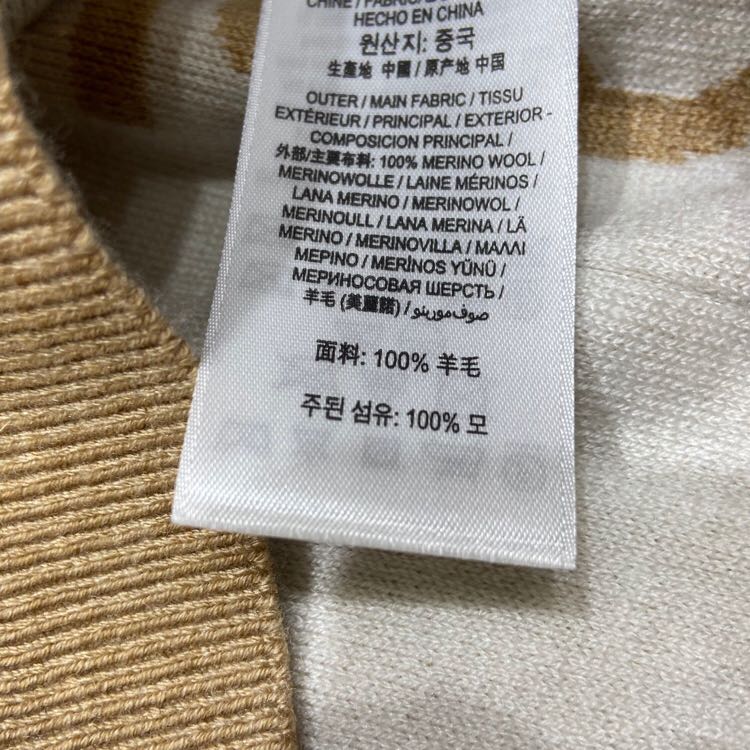 CHINE / FABRIC/
HECHO EN CHINA
원산지: 중국
生產地 中國 / 原产地 中国
OUTER / MAIN FABRIC / TISSU
EXTÉRIEUR / PRINCIPAL / EXTERIOR -
COMPOSICION PRINCIPAL /
外部/主要布料: 100% MERINO WOOL /
MERINOWOLLE / LAINE MÉRINOS /
LANA MERINO / MERINOWOL /
MERINOULL / LANA MERINA / LÃ
MERINO / MERINOVILLA / ΜΑΛΛΙ
ΜΕΡΙΝΟ / MERİNOS YÜNÜ /
МЕРИНОСОВАЯ ШЕРСТЬ /
羊毛 (美麗諾) / صوف مورينو
面料: 100% 羊毛
주된 섬유: 100% 모